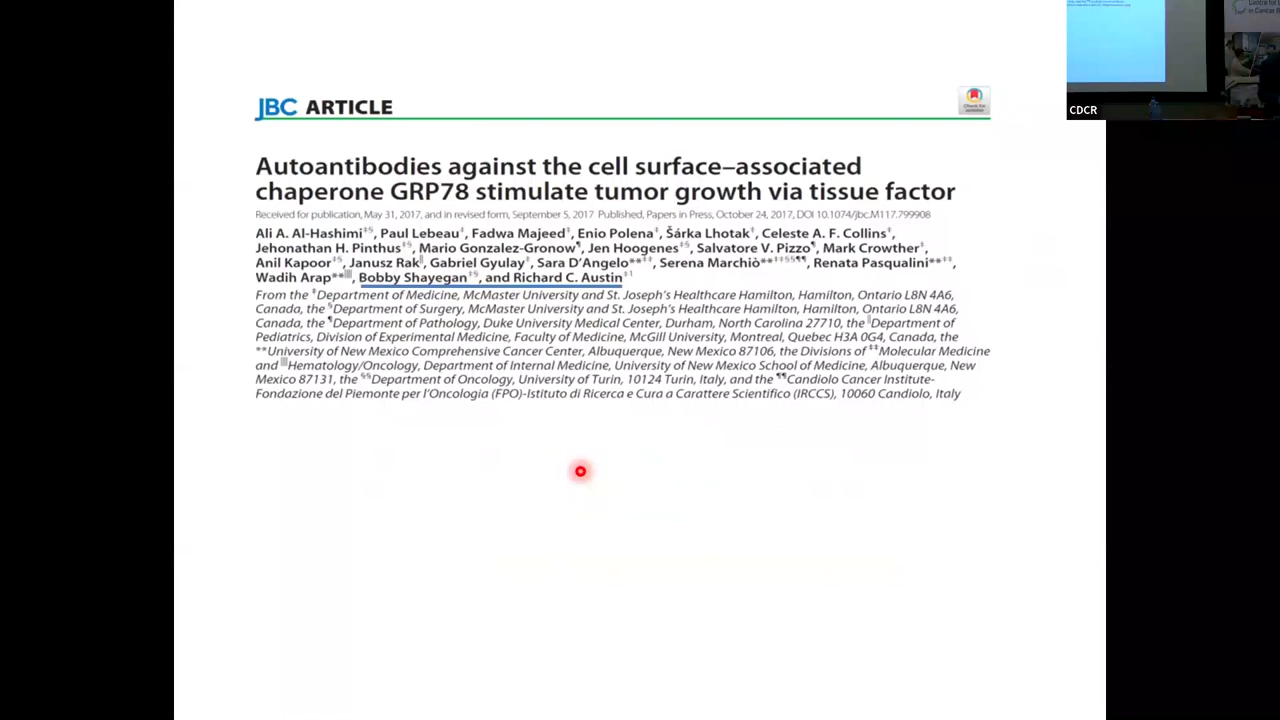 JBC ARTICLE
Check for updates
Autoantibodies against the cell surface–associated
chaperone GRP78 stimulate tumor growth via tissue factor
Received for publication, May 31, 2017, and in revised form, September 5, 2017 Published, Papers in Press, October 24, 2017, DOI 10.1074/jbc.M117.799908
Ali A. Al-Hashimi‡§, Paul Lebeau‡, Fadwa Majeed‡, Enio Polena‡, Šárka Lhotak‡, Celeste A. F. Collins‡,
Jehonathan H. Pinthus‡§, Mario Gonzalez-Gronow¶, Jen Hoogenes‡§, Salvatore V. Pizzo¶, Mark Crowther‡,
Anil Kapoor‡§, Janusz Rak‖, Gabriel Gyulay‡, Sara D’Angelo**‡‡, Serena Marchiò**‡‡§§¶¶, Renata Pasqualini**‡‡,
Wadih Arap**‖‖, Bobby Shayegan‡§, and Richard C. Austin‡1
From the ‡Department of Medicine, McMaster University and St. Joseph’s Healthcare Hamilton, Hamilton, Ontario L8N 4A6,
Canada, the §Department of Surgery, McMaster University and St. Joseph’s Healthcare Hamilton, Hamilton, Ontario L8N 4A6,
Canada, the ¶Department of Pathology, Duke University Medical Center, Durham, North Carolina 27710, the ‖Department of
Pediatrics, Division of Experimental Medicine, Faculty of Medicine, McGill University, Montreal, Quebec H3A 0G4, Canada, the
**University of New Mexico Comprehensive Cancer Center, Albuquerque, New Mexico 87106, the Divisions of ‡‡Molecular Medicine
and ‖‖Hematology/Oncology, Department of Internal Medicine, University of New Mexico School of Medicine, Albuquerque, New
Mexico 87131, the §§Department of Oncology, University of Turin, 10124 Turin, Italy, and the ¶¶Candiolo Cancer Institute-
Fondazione del Piemonte per l’Oncologia (FPO)-Istituto di Ricerca e Cura a Carattere Scientifico (IRCCS), 10060 Candiolo, Italy
CDCR